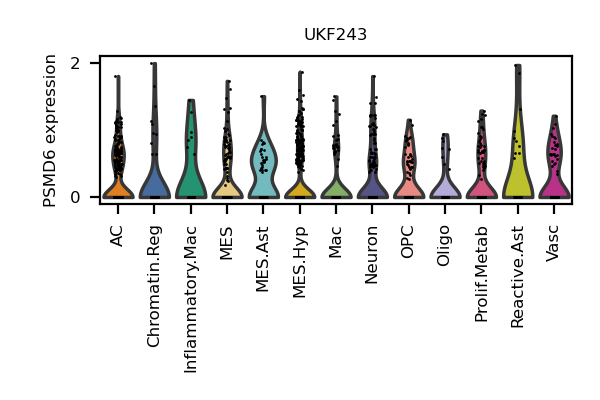 UKF243
PSMD6 expression
2
0
AC
Chromatin.Reg
Inflammatory.Mac
MES
MES.Ast
MES.Hyp
Mac
Neuron
OPC
Oligo
Prolif.Metab
Reactive.Ast
Vasc